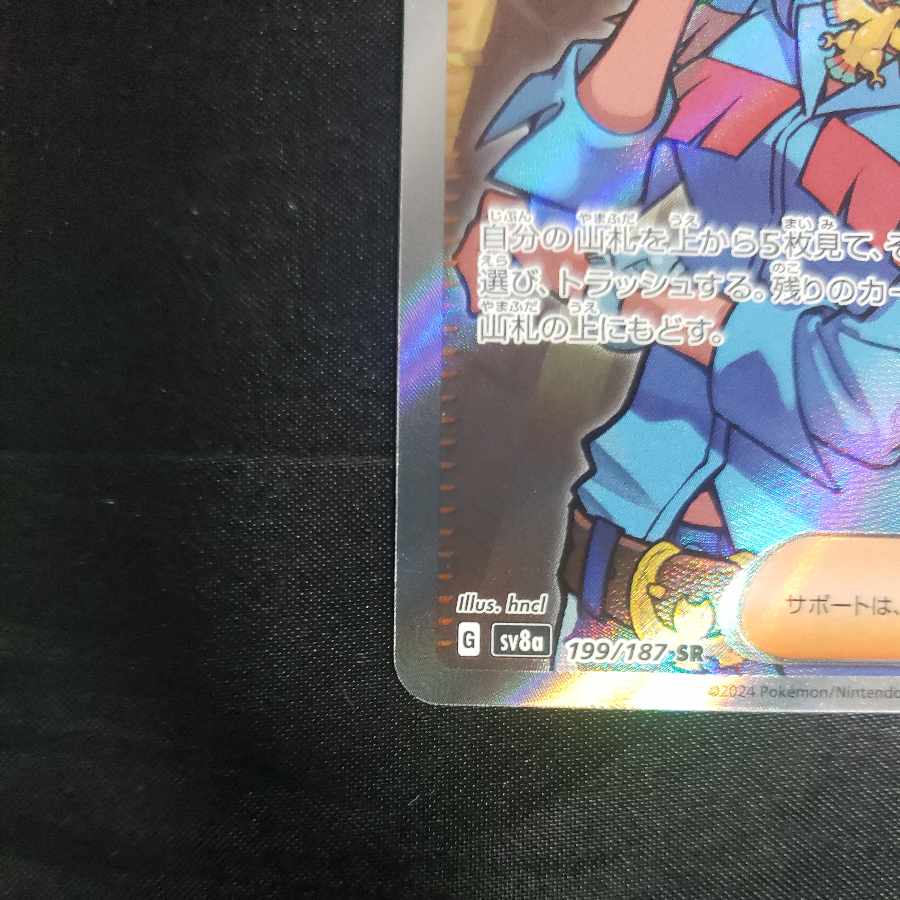 自分の山札を上から5枚見て、そ
選び、トラッシュする。残りのカー
山札の上にもどす。
サポートは、
Illus. hncl
G sv8a 199/187 SR
©2024 Pokémon/Nintendo